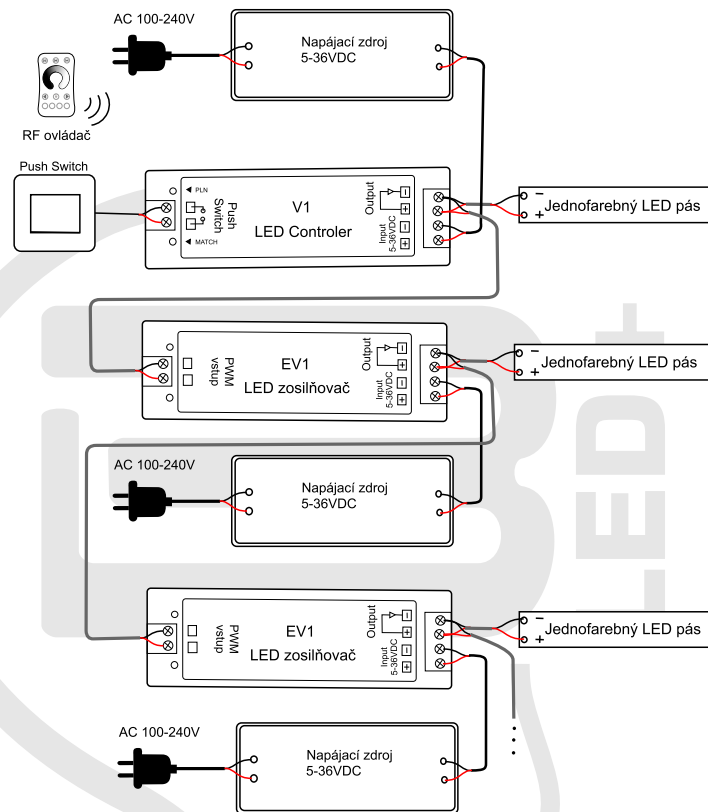 AC 100-240V
Napájací zdroj
5-36VDC
RF ovládač
Push Switch
PLN
MATCH
Push
Switch
V1
LED Controler
Output
Input
5-36VDC
Jednofarebný LED pás
PWM
vstup
EV1
LED zosilňovač
Output
Input
5-36VDC
Jednofarebný LED pás
AC 100-240V
Napájací zdroj
5-36VDC
PWM
vstup
EV1
LED zosilňovač
Output
Input
5-36VDC
Jednofarebný LED pás
AC 100-240V
Napájací zdroj
5-36VDC
LED+